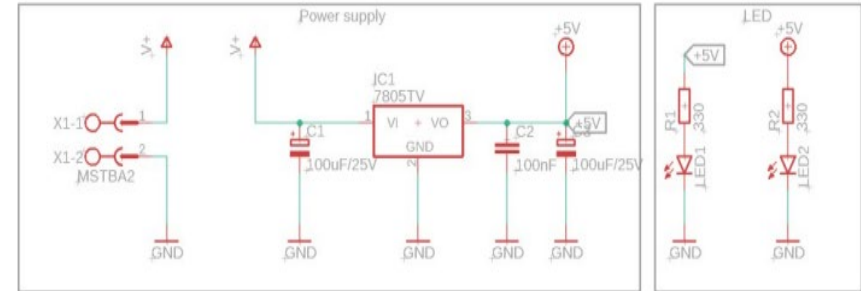 Power supply
V+
V+
+5V
IC1
7805TV
X1-1
1
X1-2
2
MSTBA2
1
VI
VO
3
GND
2
C1
100uF/25V
C2
100nF
+5V
C3
100uF/25V
GND
GND
GND
GND
GND
LED
+5V
+5V
R1
330
R2
330
LED1
LED2
GND
GND